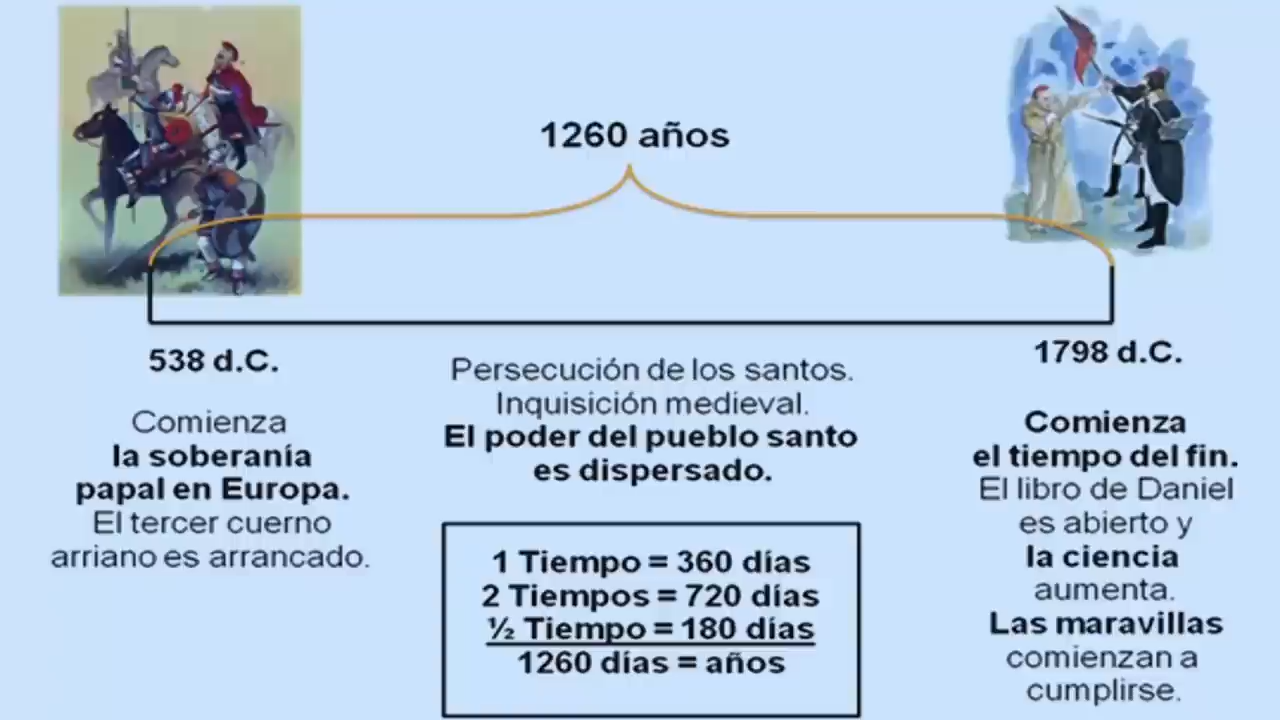 1260 años
538 d.C.
Comienza
la soberanía
papal en Europa.
El tercer cuerno
arriano es arrancado.
Persecución de los santos.
Inquisición medieval.
El poder del pueblo santo
es dispersado.
1 Tiempo = 360 días
2 Tiempos = 720 días
½ Tiempo = 180 días
1260 días = años
1798 d.C.
Comienza
el tiempo del fin.
El libro de Daniel
es abierto y
la ciencia
aumenta.
Las maravillas
comienzan a
cumplirse.